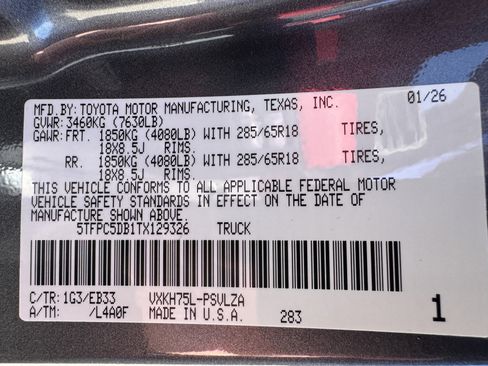 MFD.BY: TOYOTA MOTOR MANUFACTURING, TEXAS, INC. 01/26
GVWR: 3460KG (7630LB)
GAWR: FRT. 1850KG (4080LB) WITH 285/65R18 TIRES,
18X8.5J RIMS.
RR. 1850KG (4080LB) WITH 285/65R18 TIRES,
18X8.5J RIMS.
THIS VEHICLE CONFORMS TO ALL APPLICABLE FEDERAL MOTOR
VEHICLE SAFETY STANDARDS IN EFFECT ON THE DATE OF
MANUFACTURE SHOWN ABOVE.
5TFPC5DB1TX129326 TRUCK
C/TR: 1G3/EB33 VXKH75L-PSVLZA
A/TM: /L4A0F MADE IN U.S.A. 283 1